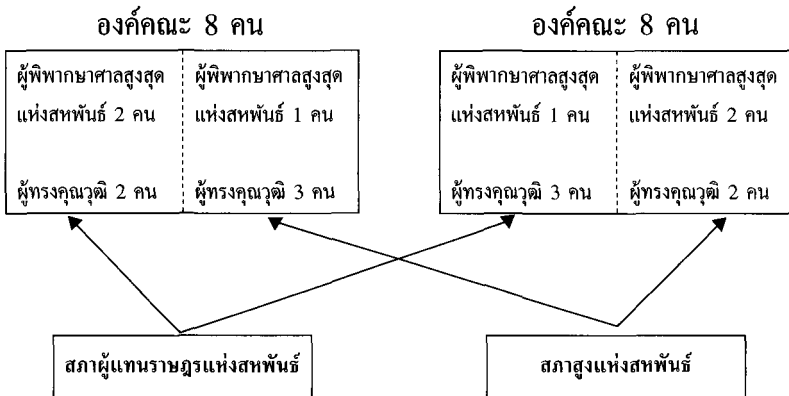 องค์คณะ 8 คน
ผู้พิพากษาศาลสูงสุด
แห่งสหพันธ์ 2 คน
ผู้ทรงคุณวุฒิ 2 คน
ผู้พิพากษาศาลสูงสุด
แห่งสหพันธ์ 1 คน
ผู้ทรงคุณวุฒิ 3 คน
องค์คณะ 8 คน
ผู้พิพากษาศาลสูงสุด
แห่งสหพันธ์ 1 คน
ผู้ทรงคุณวุฒิ 3 คน
ผู้พิพากษาศาลสูงสุด
แห่งสหพันธ์ 2 คน
ผู้ทรงคุณวุฒิ 2 คน
สภาผู้แทนราษฎรแห่งสหพันธ์
สภาสูงแห่งสหพันธ์